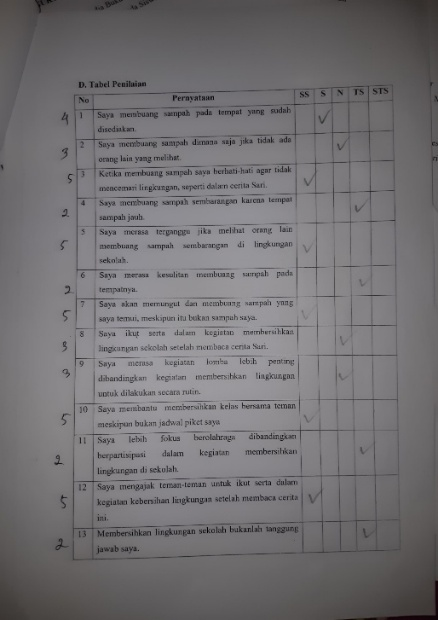 D. Tabel Penilaian
No Pernyataan SS S N TS STS
4 1 Saya membuang sampah pada tempat yang sudah ✓
disediakan.
3 2 Saya membuang sampah dimana saja jika tidak ada ✓
orang lain yang melihat.
5 3 Ketika membuang sampah saya berhati-hati agar tidak ✓
mencemari lingkungan, seperti dalam cerita Sari.
2 4 Saya membuang sampah sembarangan karena tempat ✓
sampah jauh.
5 5 Saya merasa terganggu jika melihat orang lain
membuang sampah sembarangan di lingkungan ✓
sekolah.
2 6 Saya merasa kesulitan membuang sampah pada ✓
tempatnya.
5 7 Saya akan memungut dan membuang sampah yang ✓
saya temui, meskipun itu bukan sampah saya.
3 8 Saya ikut serta dalam kegiatan membersihkan ✓
lingkungan sekolah setelah membaca cerita Sari.
3 9 Saya merasa kegiatan lomba lebih penting
dibandingkan kegiatan membersihkan lingkungan ✓
untuk dilakukan secara rutin.
5 10 Saya membantu membersihkan kelas bersama teman ✓
meskipun bukan jadwal piket saya
2 11 Saya lebih fokus berolahraga dibandingkan
berpartisipasi dalam kegiatan membersihkan ✓
lingkungan di sekolah.
5 12 Saya mengajak teman-teman untuk ikut serta dalam
kegiatan kebersihan lingkungan setelah membaca cerita ✓
ini.
2 13 Membersihkan lingkungan sekolah bukanlah tanggung ✓
jawab saya.